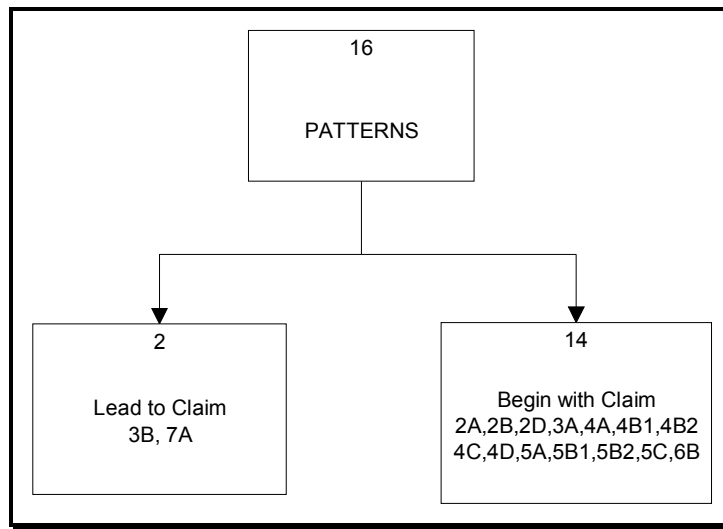 16
PATTERNS
2
Lead to Claim
3B, 7A
14
Begin with Claim
2A,2B,2D,3A,4A,4B1,4B2
4C,4D,5A,5B1,5B2,5C,6B